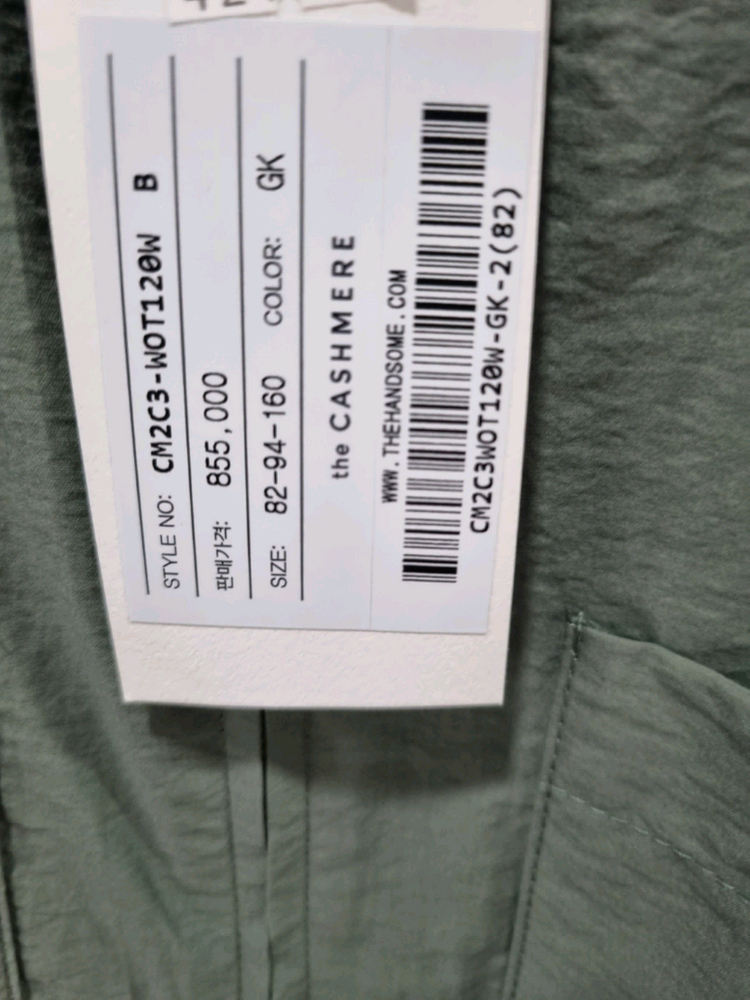 STYLE NO: CM2C3-WOT120W B
판매가격: 855,000
SIZE: 82-94-160 COLOR: GK
the CASHMERE
WWW.THEHANDSOME.COM
CM2C3WOT120W-GK-2(82)